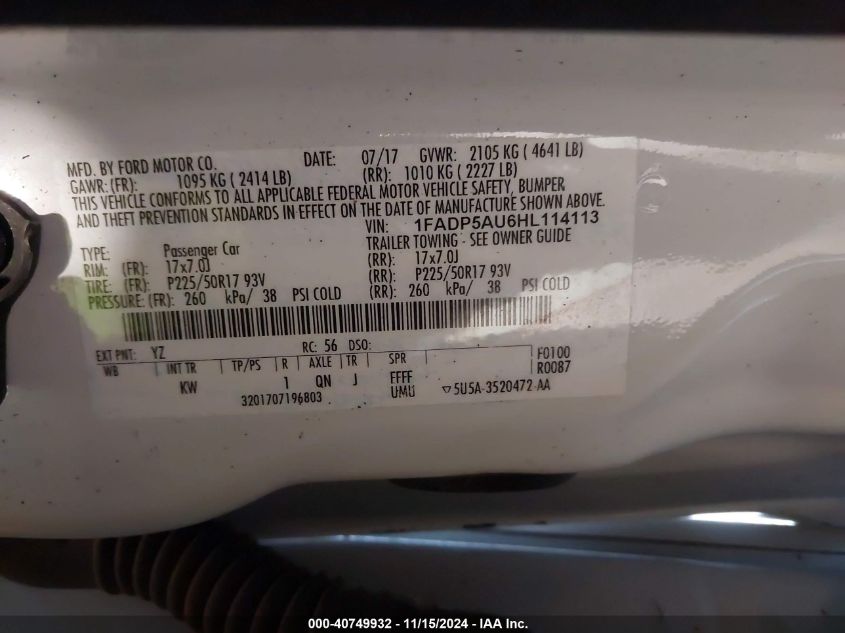 MFD. BY FORD MOTOR CO. DATE: 07/17 GVWR: 2105 KG ( 4641 LB)
GAWR: (FR): 1095 KG ( 2414 LB) (RR): 1010 KG ( 2227 LB)
THIS VEHICLE CONFORMS TO ALL APPLICABLE FEDERAL MOTOR VEHICLE SAFETY, BUMPER
AND THEFT PREVENTION STANDARDS IN EFFECT ON THE DATE OF MANUFACTURE SHOWN ABOVE.
VIN: 1FADP5AU6HL114113
TRAILER TOWING - SEE OWNER GUIDE
TYPE: Passenger Car
RIM: (FR): 17x7.0J (RR): 17x7.0J
TIRE: (FR): P225/50R17 93V (RR): P225/50R17 93V
PRESSURE: (FR): 260 kPa/ 38 PSI COLD (RR): 260 kPa/ 38 PSI COLD
EXT PNT: YZ RC: 56 DSO: F0100
WB INT TR TP/PS R AXLE TR SPR R0087
KW 1 QN J FFFF
3201707196803 UMU ▽5U5A-3520472-AA
000-40749932 - 11/15/2024 - IAA Inc.